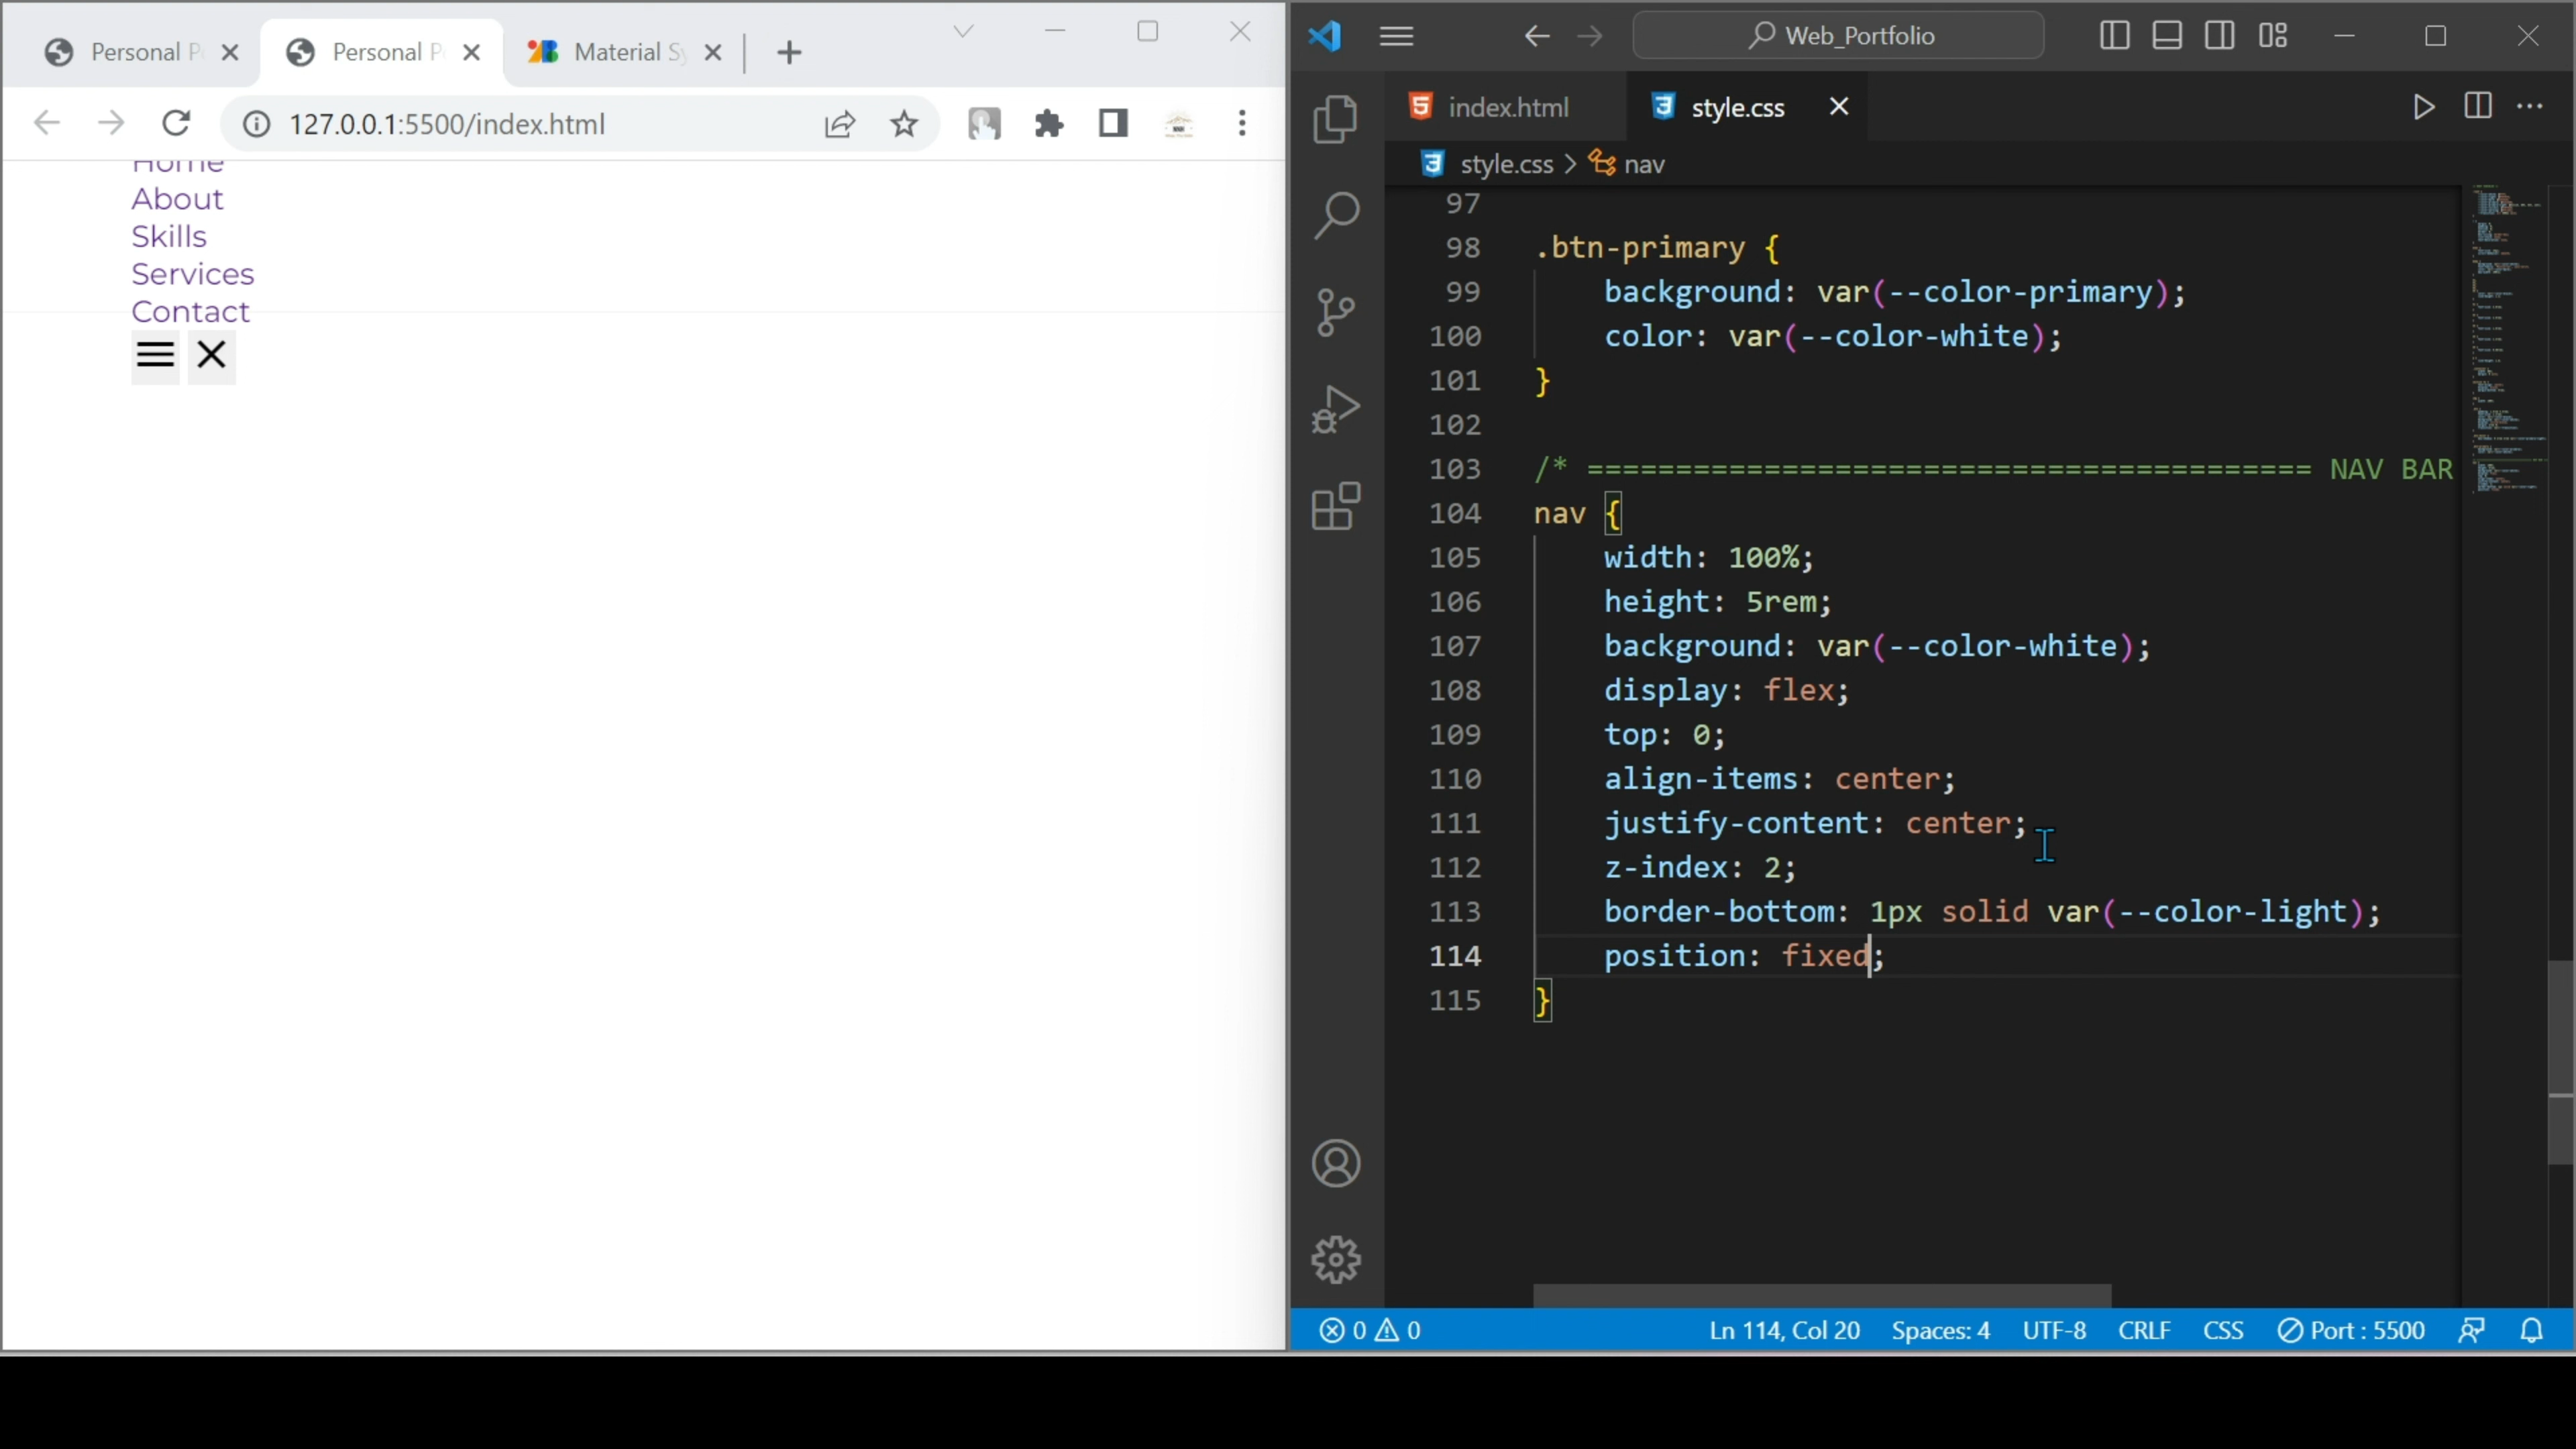 Personal P
Personal P
Material Sy
127.0.0.1:5500/index.html
Home
About
Skills
Services
Contact
Web_Portfolio
index.html
style.css
style.css > nav
97
98 .btn-primary {
99 background: var(--color-primary);
100 color: var(--color-white);
101 }
102
103 /* ========================================= NAV BAR
104 nav {
105 width: 100%;
106 height: 5rem;
107 background: var(--color-white);
108 display: flex;
109 top: 0;
110 align-items: center;
111 justify-content: center;
112 z-index: 2;
113 border-bottom: 1px solid var(--color-light);
114 position: fixed;
115 }
0 0 Ln 114, Col 20 Spaces: 4 UTF-8 CRLF CSS Port : 5500